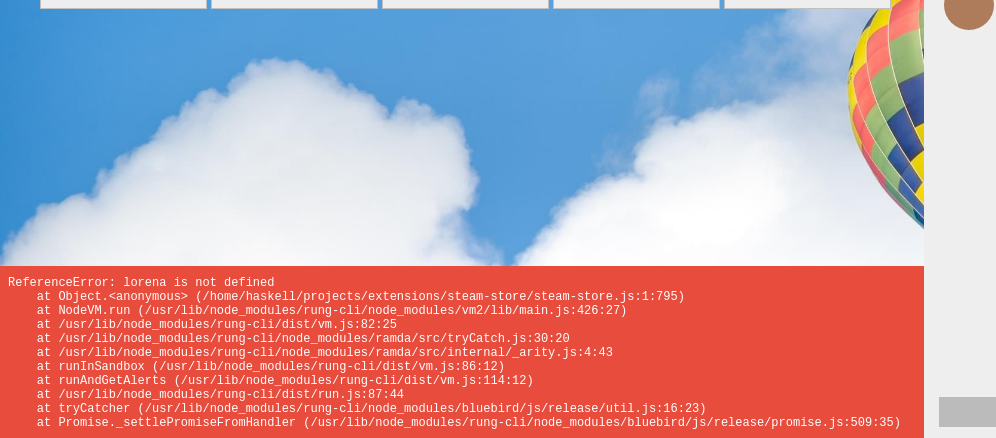 ReferenceError: lorena is not defined
at Object.<anonymous> (/home/haskell/projects/extensions/steam-store/steam-store.js:1:795)
at NodeVM.run (/usr/lib/node_modules/rung-cli/node_modules/vm2/lib/main.js:426:27)
at /usr/lib/node_modules/rung-cli/dist/vm.js:82:25
at /usr/lib/node_modules/rung-cli/node_modules/ramda/src/tryCatch.js:30:20
at /usr/lib/node_modules/rung-cli/node_modules/ramda/src/internal/_arity.js:4:43
at runInSandbox (/usr/lib/node_modules/rung-cli/dist/vm.js:86:12)
at runAndGetAlerts (/usr/lib/node_modules/rung-cli/dist/vm.js:114:12)
at /usr/lib/node_modules/rung-cli/dist/run.js:87:44
at tryCatcher (/usr/lib/node_modules/rung-cli/node_modules/bluebird/js/release/util.js:16:23)
at Promise._settlePromiseFromHandler (/usr/lib/node_modules/rung-cli/node_modules/bluebird/js/release/promise.js:509:35)